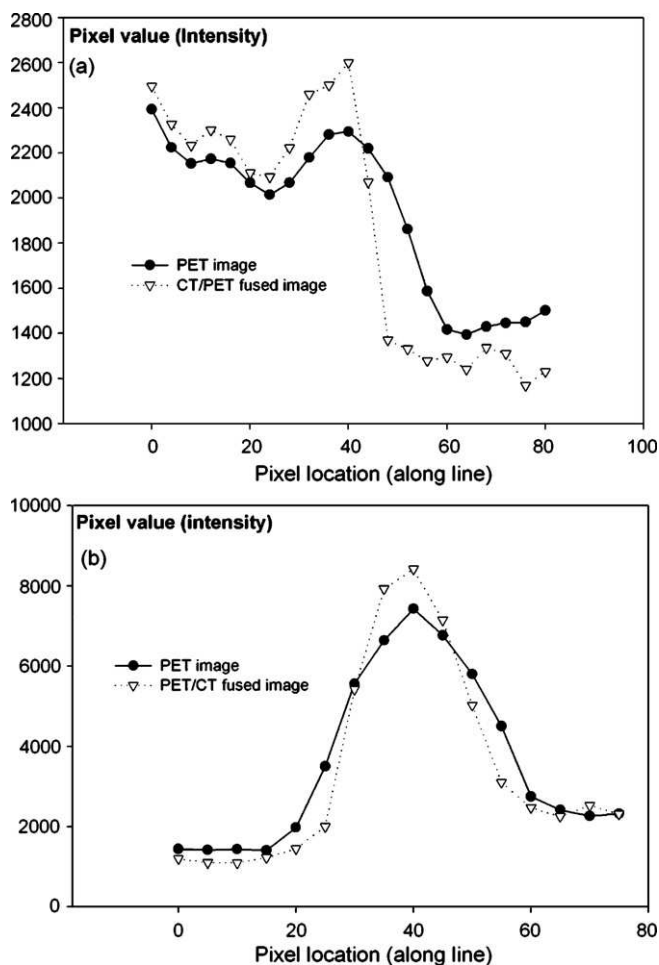 Pixel value (Intensity)
(a)
2800
2600
2400
2200
2000
1800
1600
1400
1200
1000
PET image
CT/PET fused image
0 20 40 60 80 100
Pixel location (along line)
Pixel value (intensity)
(b)
10000
8000
6000
4000
2000
0
PET image
PET/CT fused image
0 20 40 60 80
Pixel location (along line)